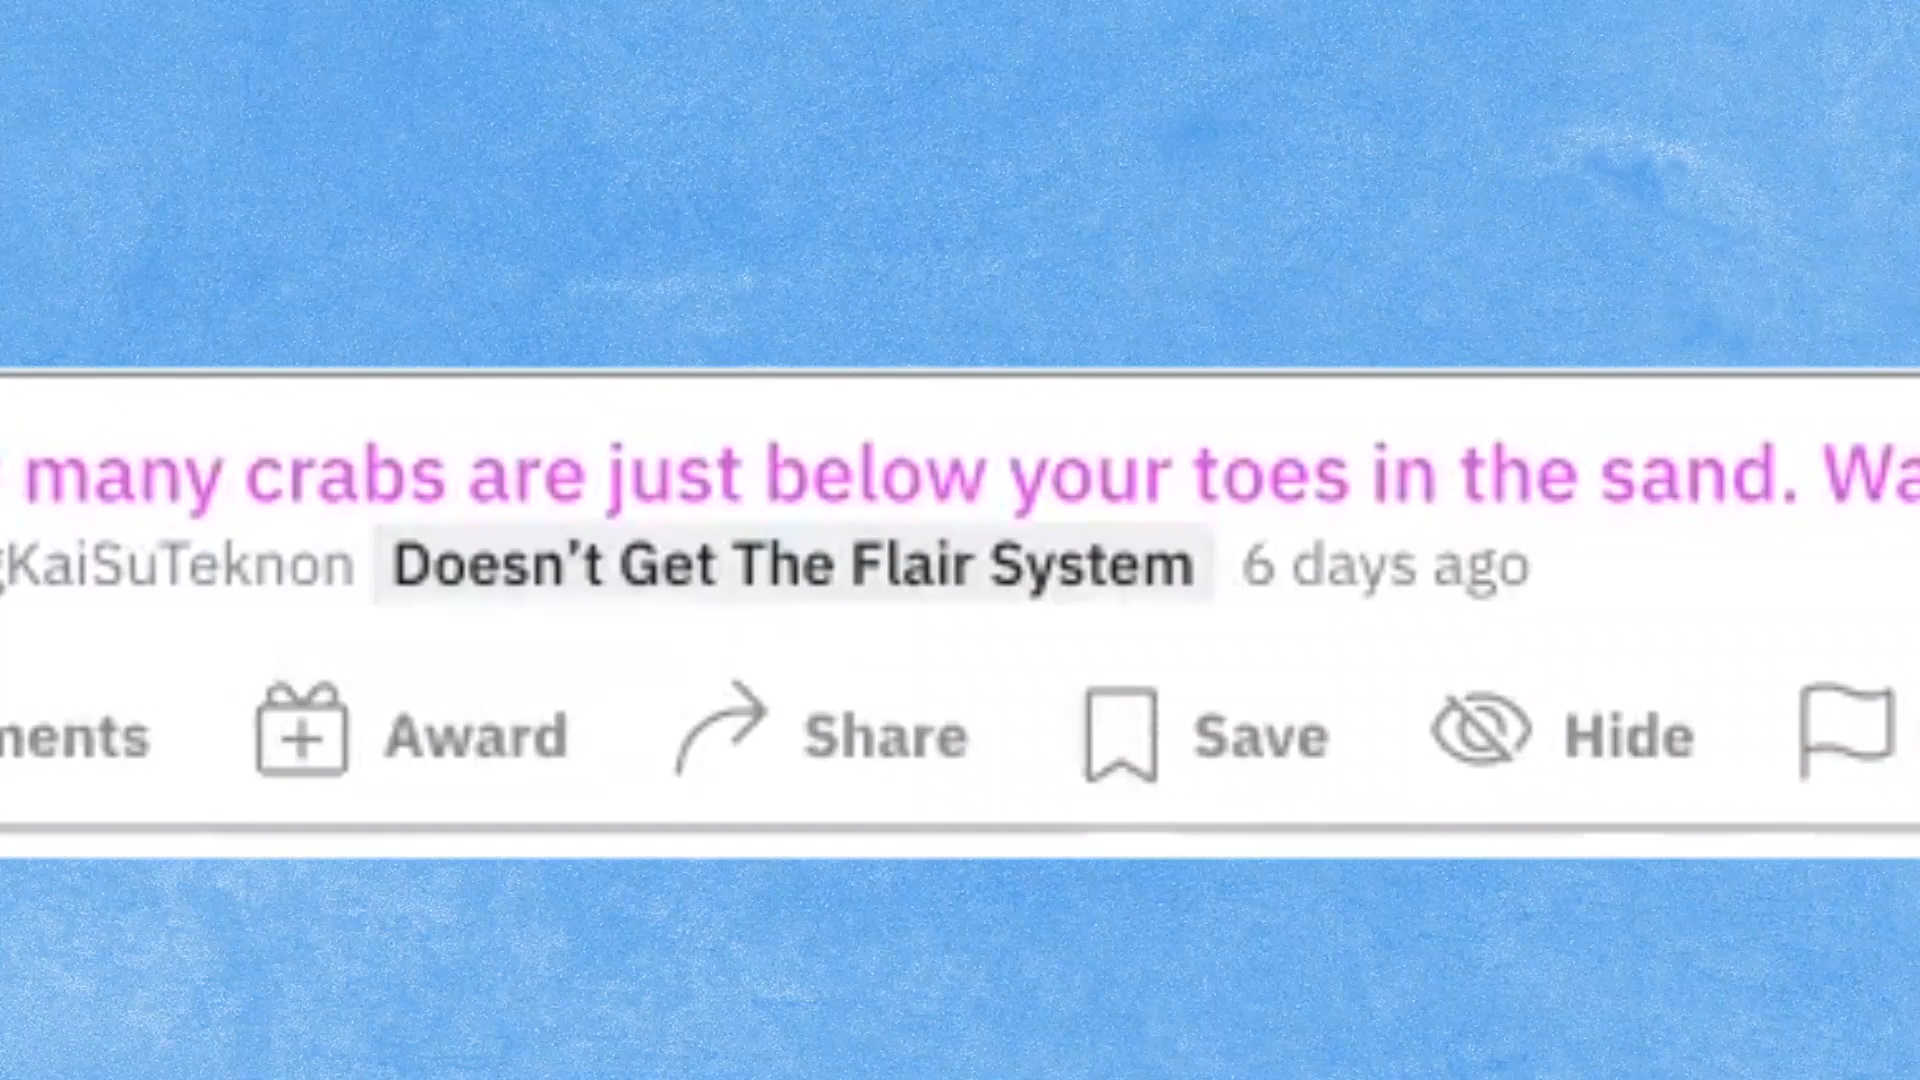 many crabs are just below your toes in the sand. Wa
KaiSuTeknon Doesn't Get The Flair System 6 days ago
ments Award Share Save Hide